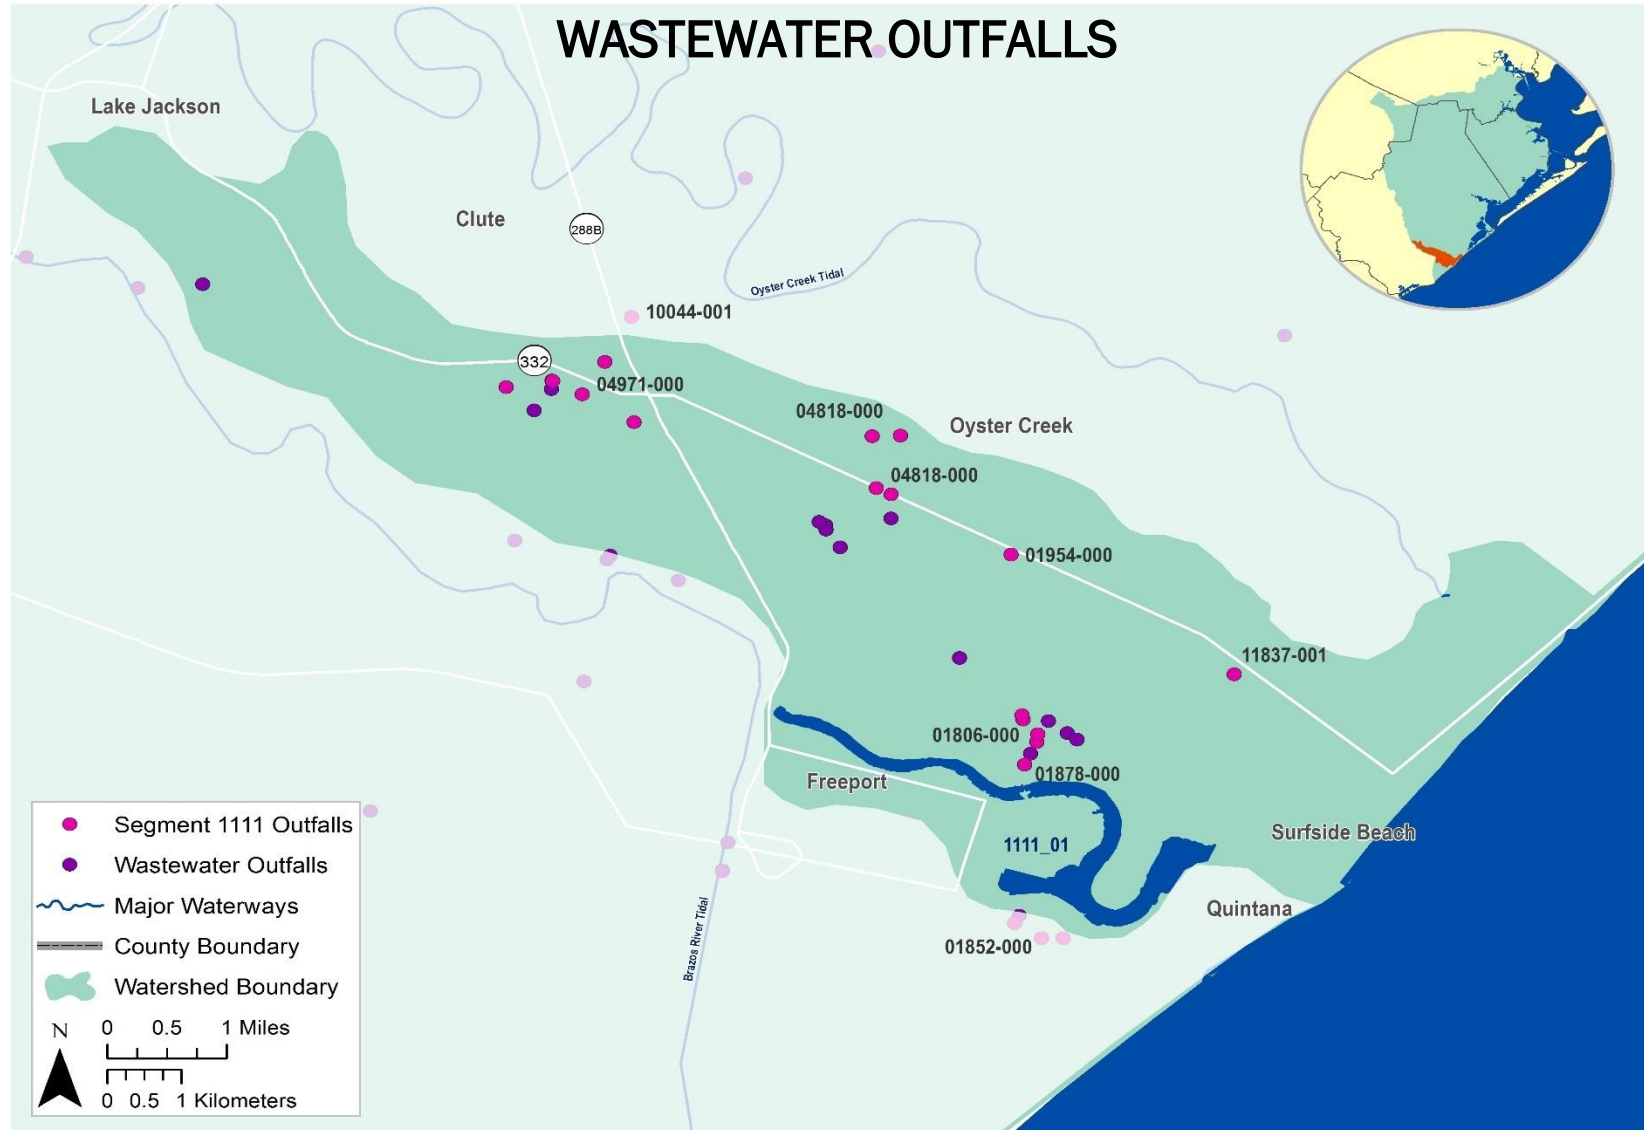 WASTEWATER OUTFALLS
Lake Jackson
Clute
288B
Oyster Creek Tidal
10044-001
332
04971-000
04818-000
Oyster Creek
04818-000
01954-000
11837-001
01806-000
01878-000
Freeport
1111_01
Surfside Beach
Quintana
01852-000
Brazos River Tidal
Segment 1111 Outfalls
Wastewater Outfalls
Major Waterways
County Boundary
Watershed Boundary
N
0 0.5 1 Miles
0 0.5 1 Kilometers